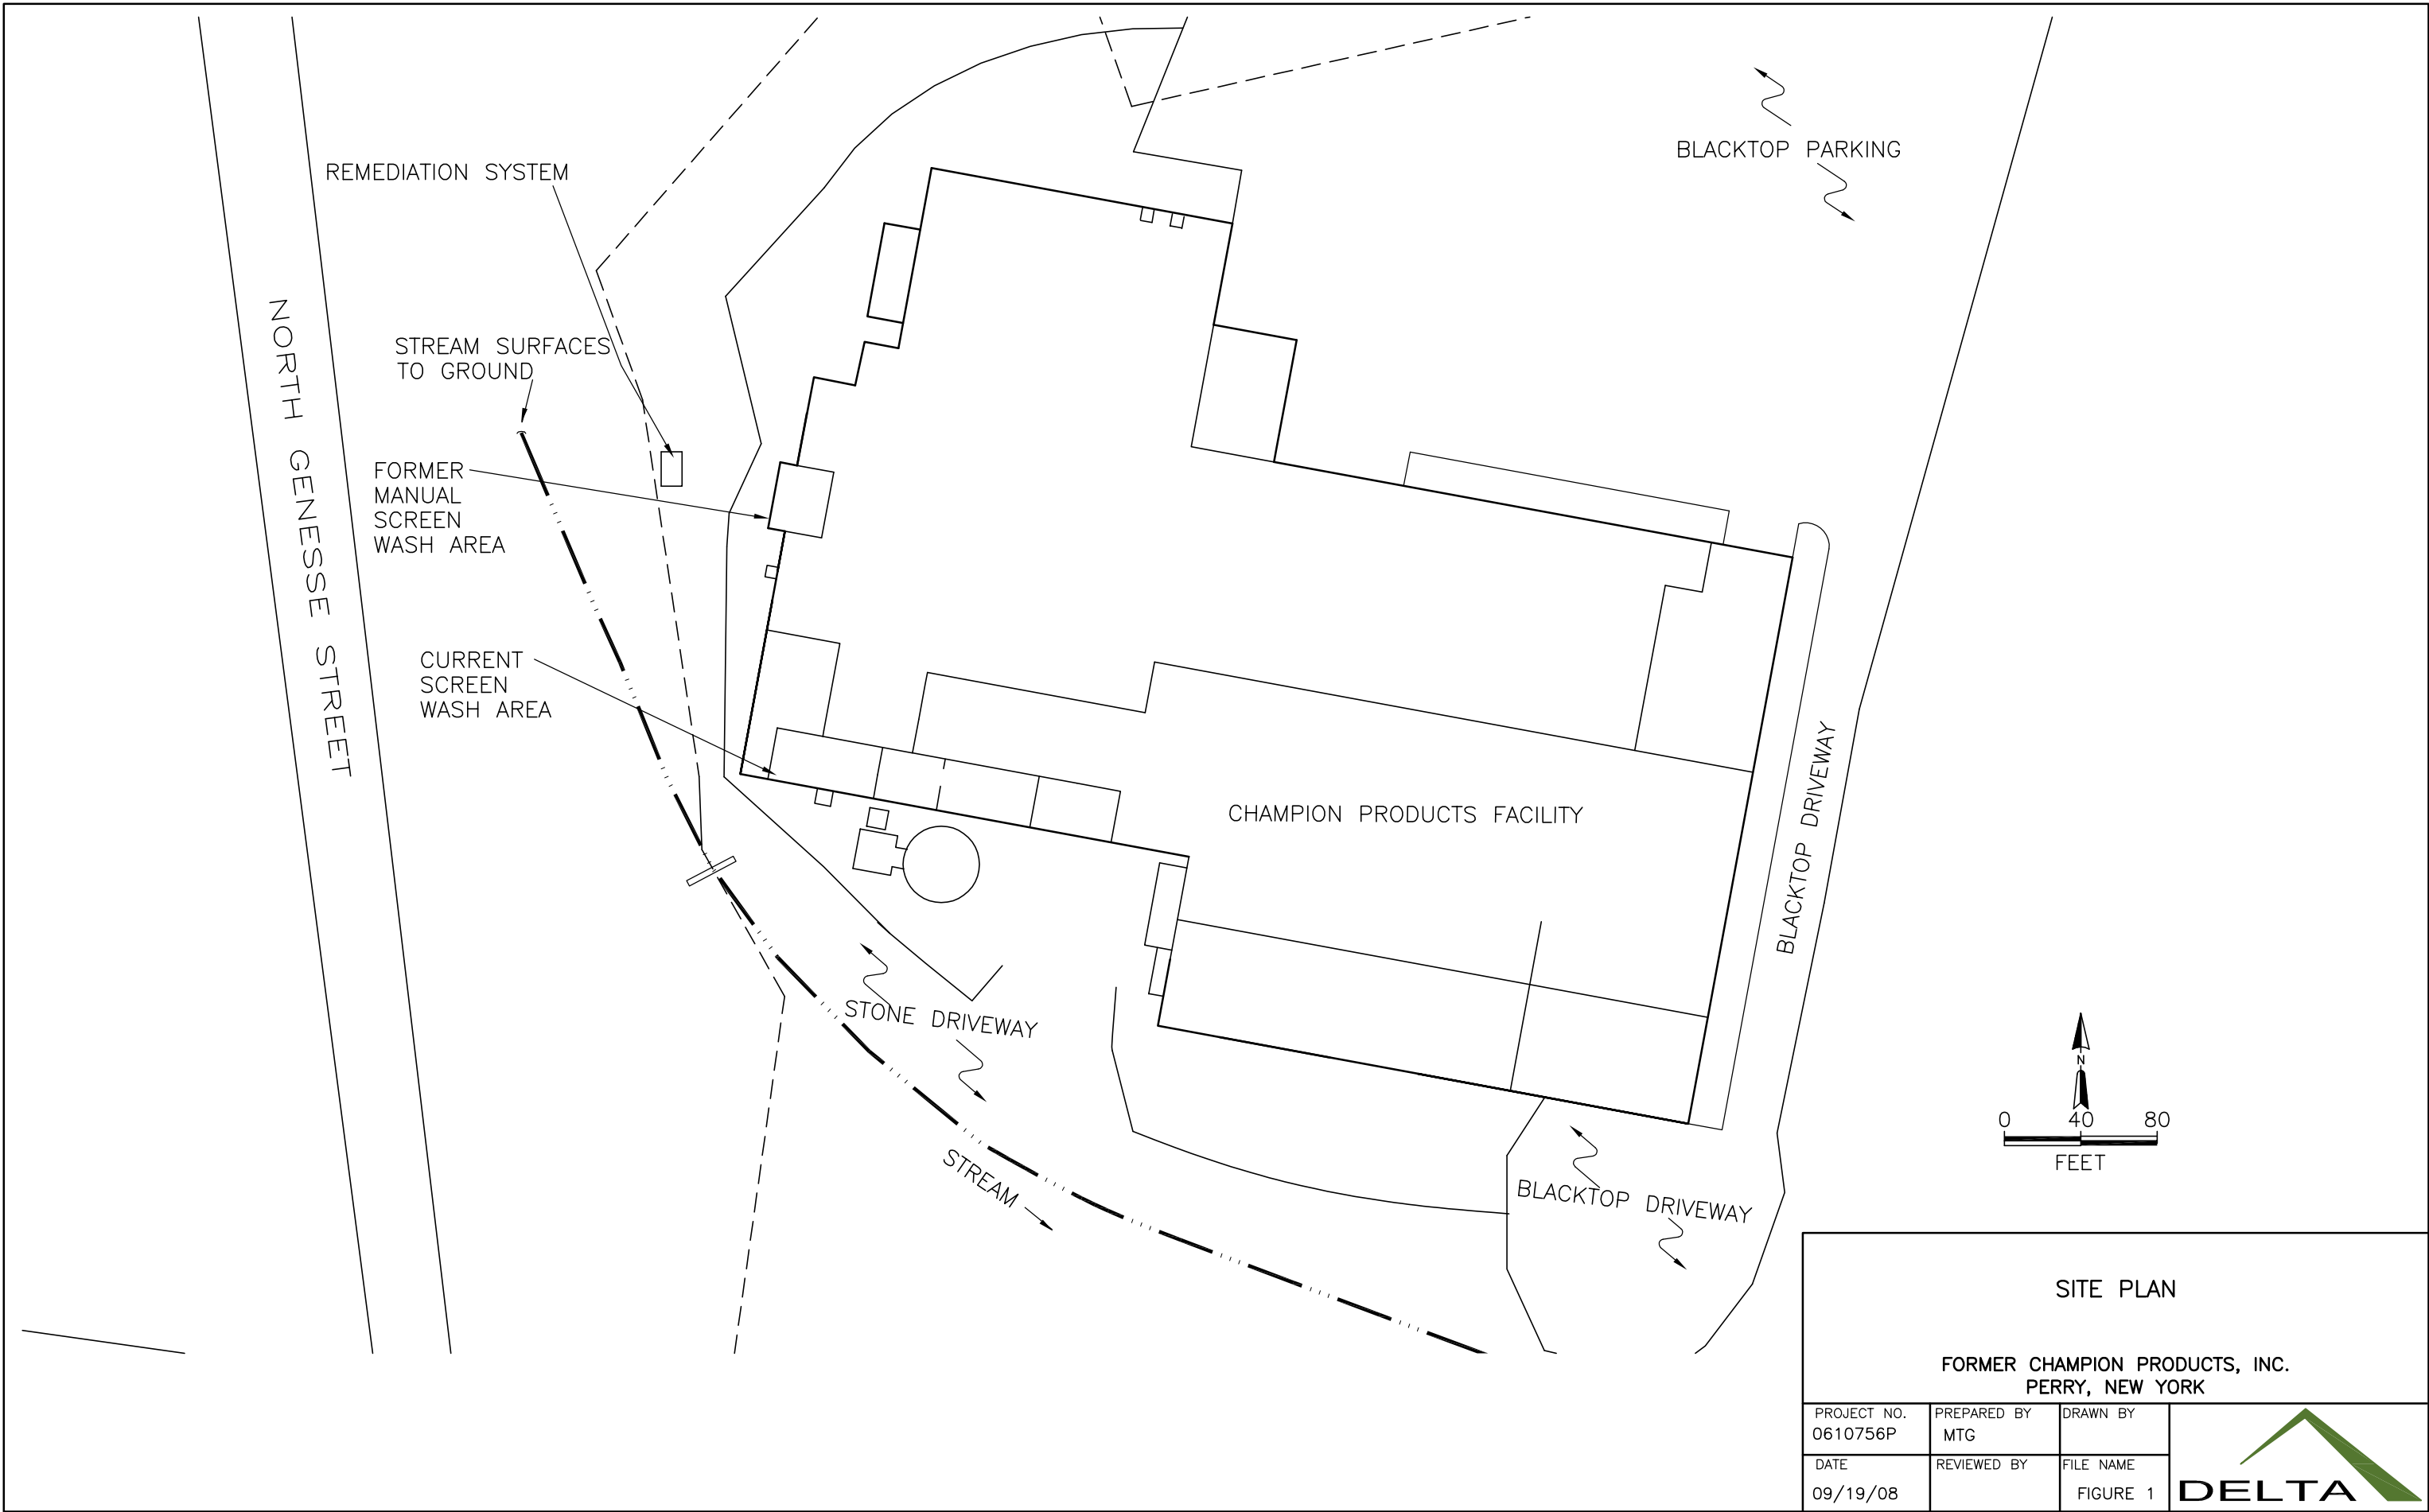 BLACKTOP PARKING
REMEDIATION SYSTEM
STREAM SURFACES
TO GROUND
NORTH GENESSE STREET
FORMER
MANUAL
SCREEN
WASH AREA
CURRENT
SCREEN
WASH AREA
CHAMPION PRODUCTS FACILITY
BLACKTOP DRIVEWAY
STONE DRIVEWAY
STREAM
BLACKTOP DRIVEWAY
N
0 40 80
FEET
SITE PLAN
FORMER CHAMPION PRODUCTS, INC.
PERRY, NEW YORK
PROJECT NO.
0610756P
PREPARED BY
MTG
DRAWN BY
DATE
09/19/08
REVIEWED BY
FILE NAME
FIGURE 1
DELTA